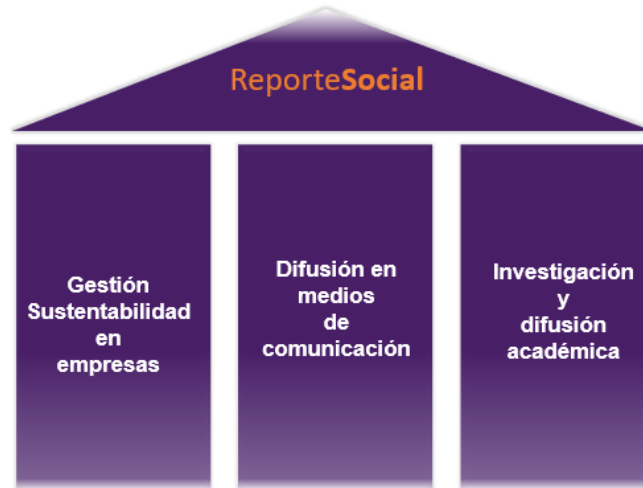 ReporteSocial
Gestión
Sustentabilidad
en
empresas
Difusión en
medios
de
comunicación
Investigación
y
difusión
académica